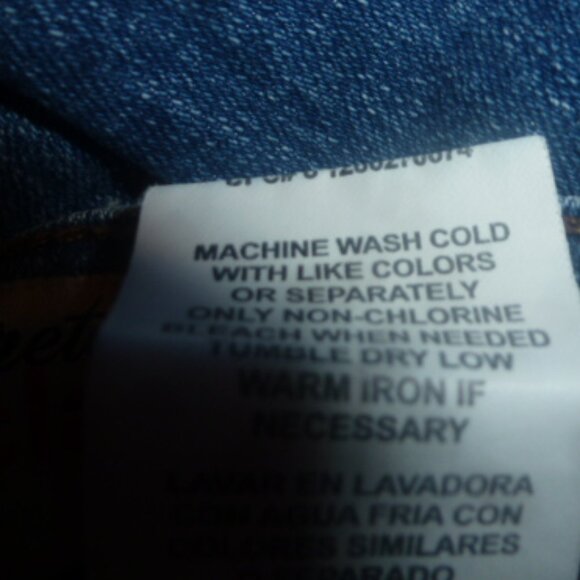 MACHINE WASH COLD
WITH LIKE COLORS
OR SEPARATELY
ONLY NON-CHLORINE
BLEACH WHEN NEEDED
TUMBLE DRY LOW
WARM IRON IF
NECESSARY
LAVAR EN LAVADORA
CON AGUA FRIA CON
COLORES SIMILARES